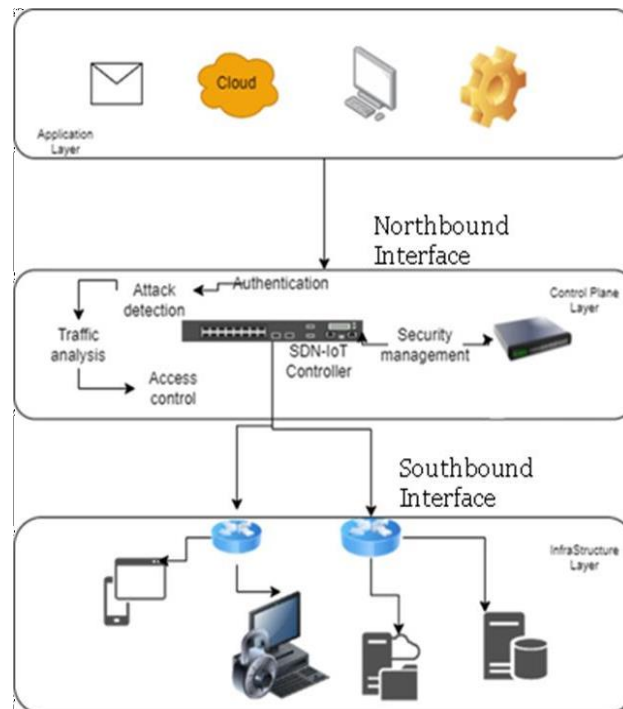 Cloud
Application
Layer
Northbound
Interface
Authentication
Attack
detection
Control Plane
Layer
Traffic
analysis
SDN-IoT
Controller
Security
management
Access
control
Southbound
Interface
InfraStructure
Layer